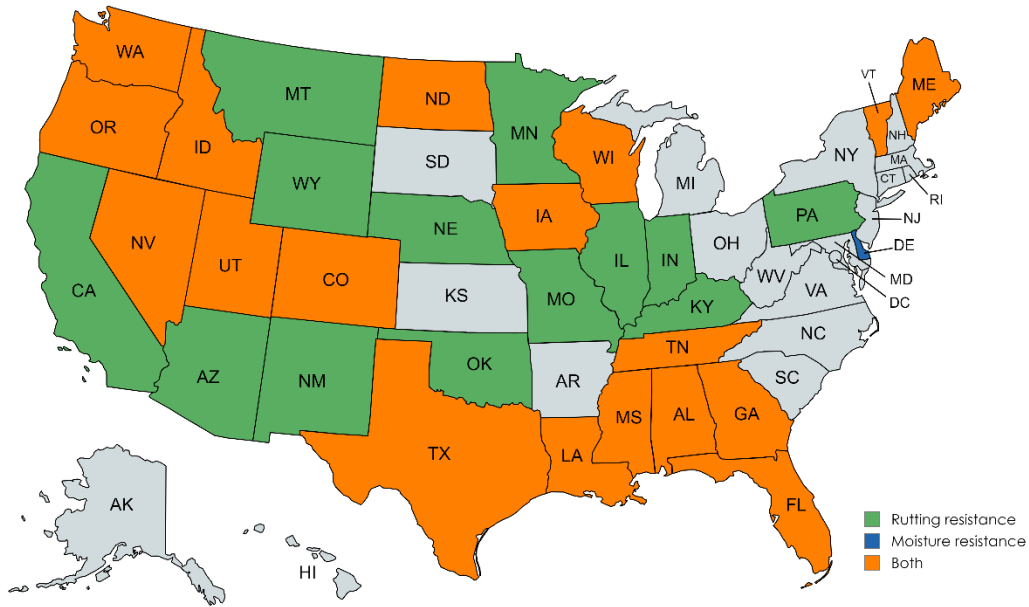 WA
MT
ND
MN
VT
ME
OR
ID
SD
WI
MI
NY
NH
MA
CT
RI
WY
IA
PA
NJ
NE
OH
DE
NV
UT
CO
IL
IN
WV
MD
CA
KS
MO
KY
VA
DC
TN
NC
AZ
NM
OK
AR
SC
MS
AL
GA
TX
LA
FL
AK
HI
Rutting resistance
Moisture resistance
Both